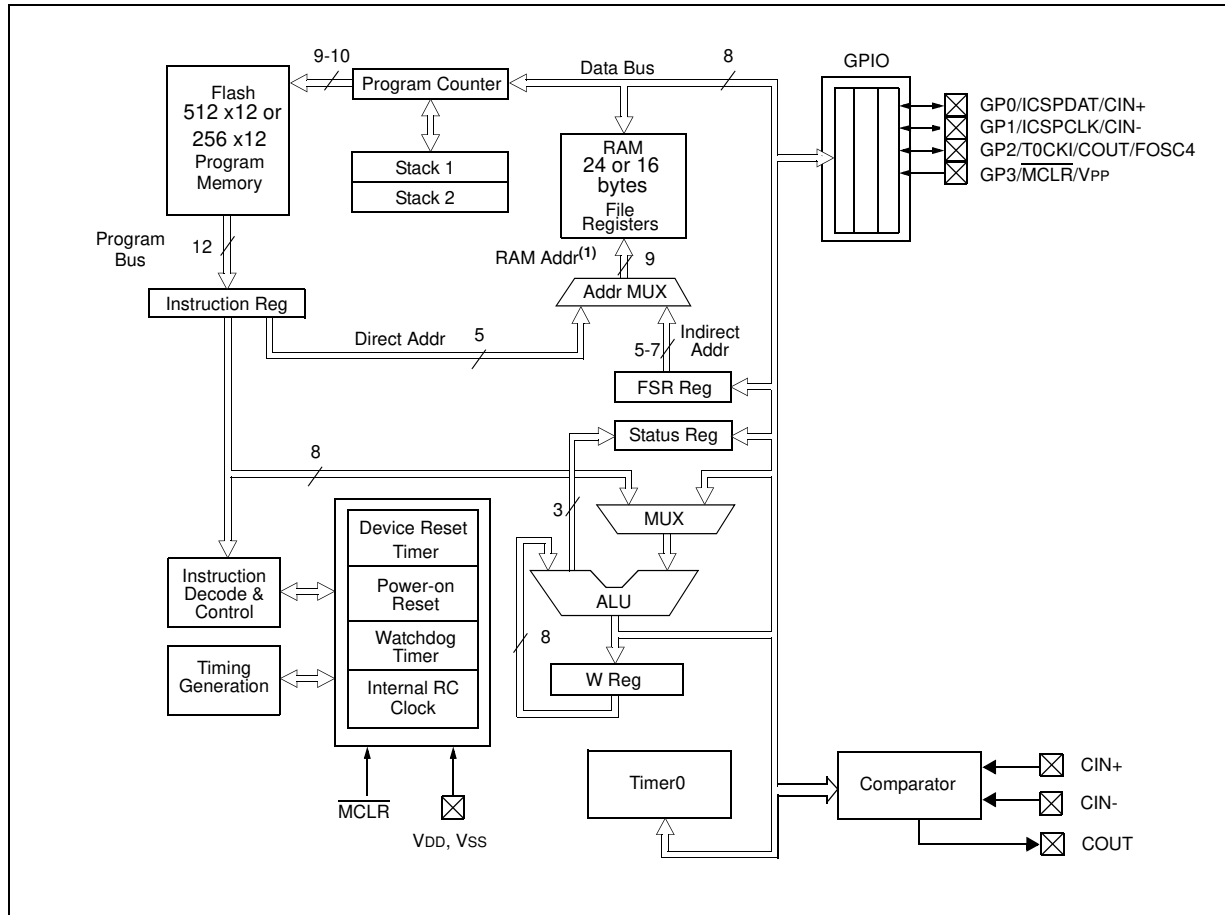 9-10
Program Counter
Data Bus
8
GPIO
Flash
512 x12 or
256 x12
Program
Memory
Stack 1
Stack 2
RAM
24 or 16
bytes
File
Registers
GP0/ICSPDAT/CIN+
GP1/ICSPCLK/CIN-
GP2/T0CKI/COUT/FOSC4
GP3/MCLR/VPP
Program
Bus
12
RAM Addr(1)
9
Instruction Reg
Addr MUX
Direct Addr
5
5-7
Indirect
Addr
FSR Reg
Status Reg
8
3
MUX
Device Reset
Timer
Power-on
Reset
Watchdog
Timer
Internal RC
Clock
Instruction
Decode &
Control
Timing
Generation
ALU
8
W Reg
MCLR
VDD, VSS
Timer0
Comparator
CIN+
CIN-
COUT